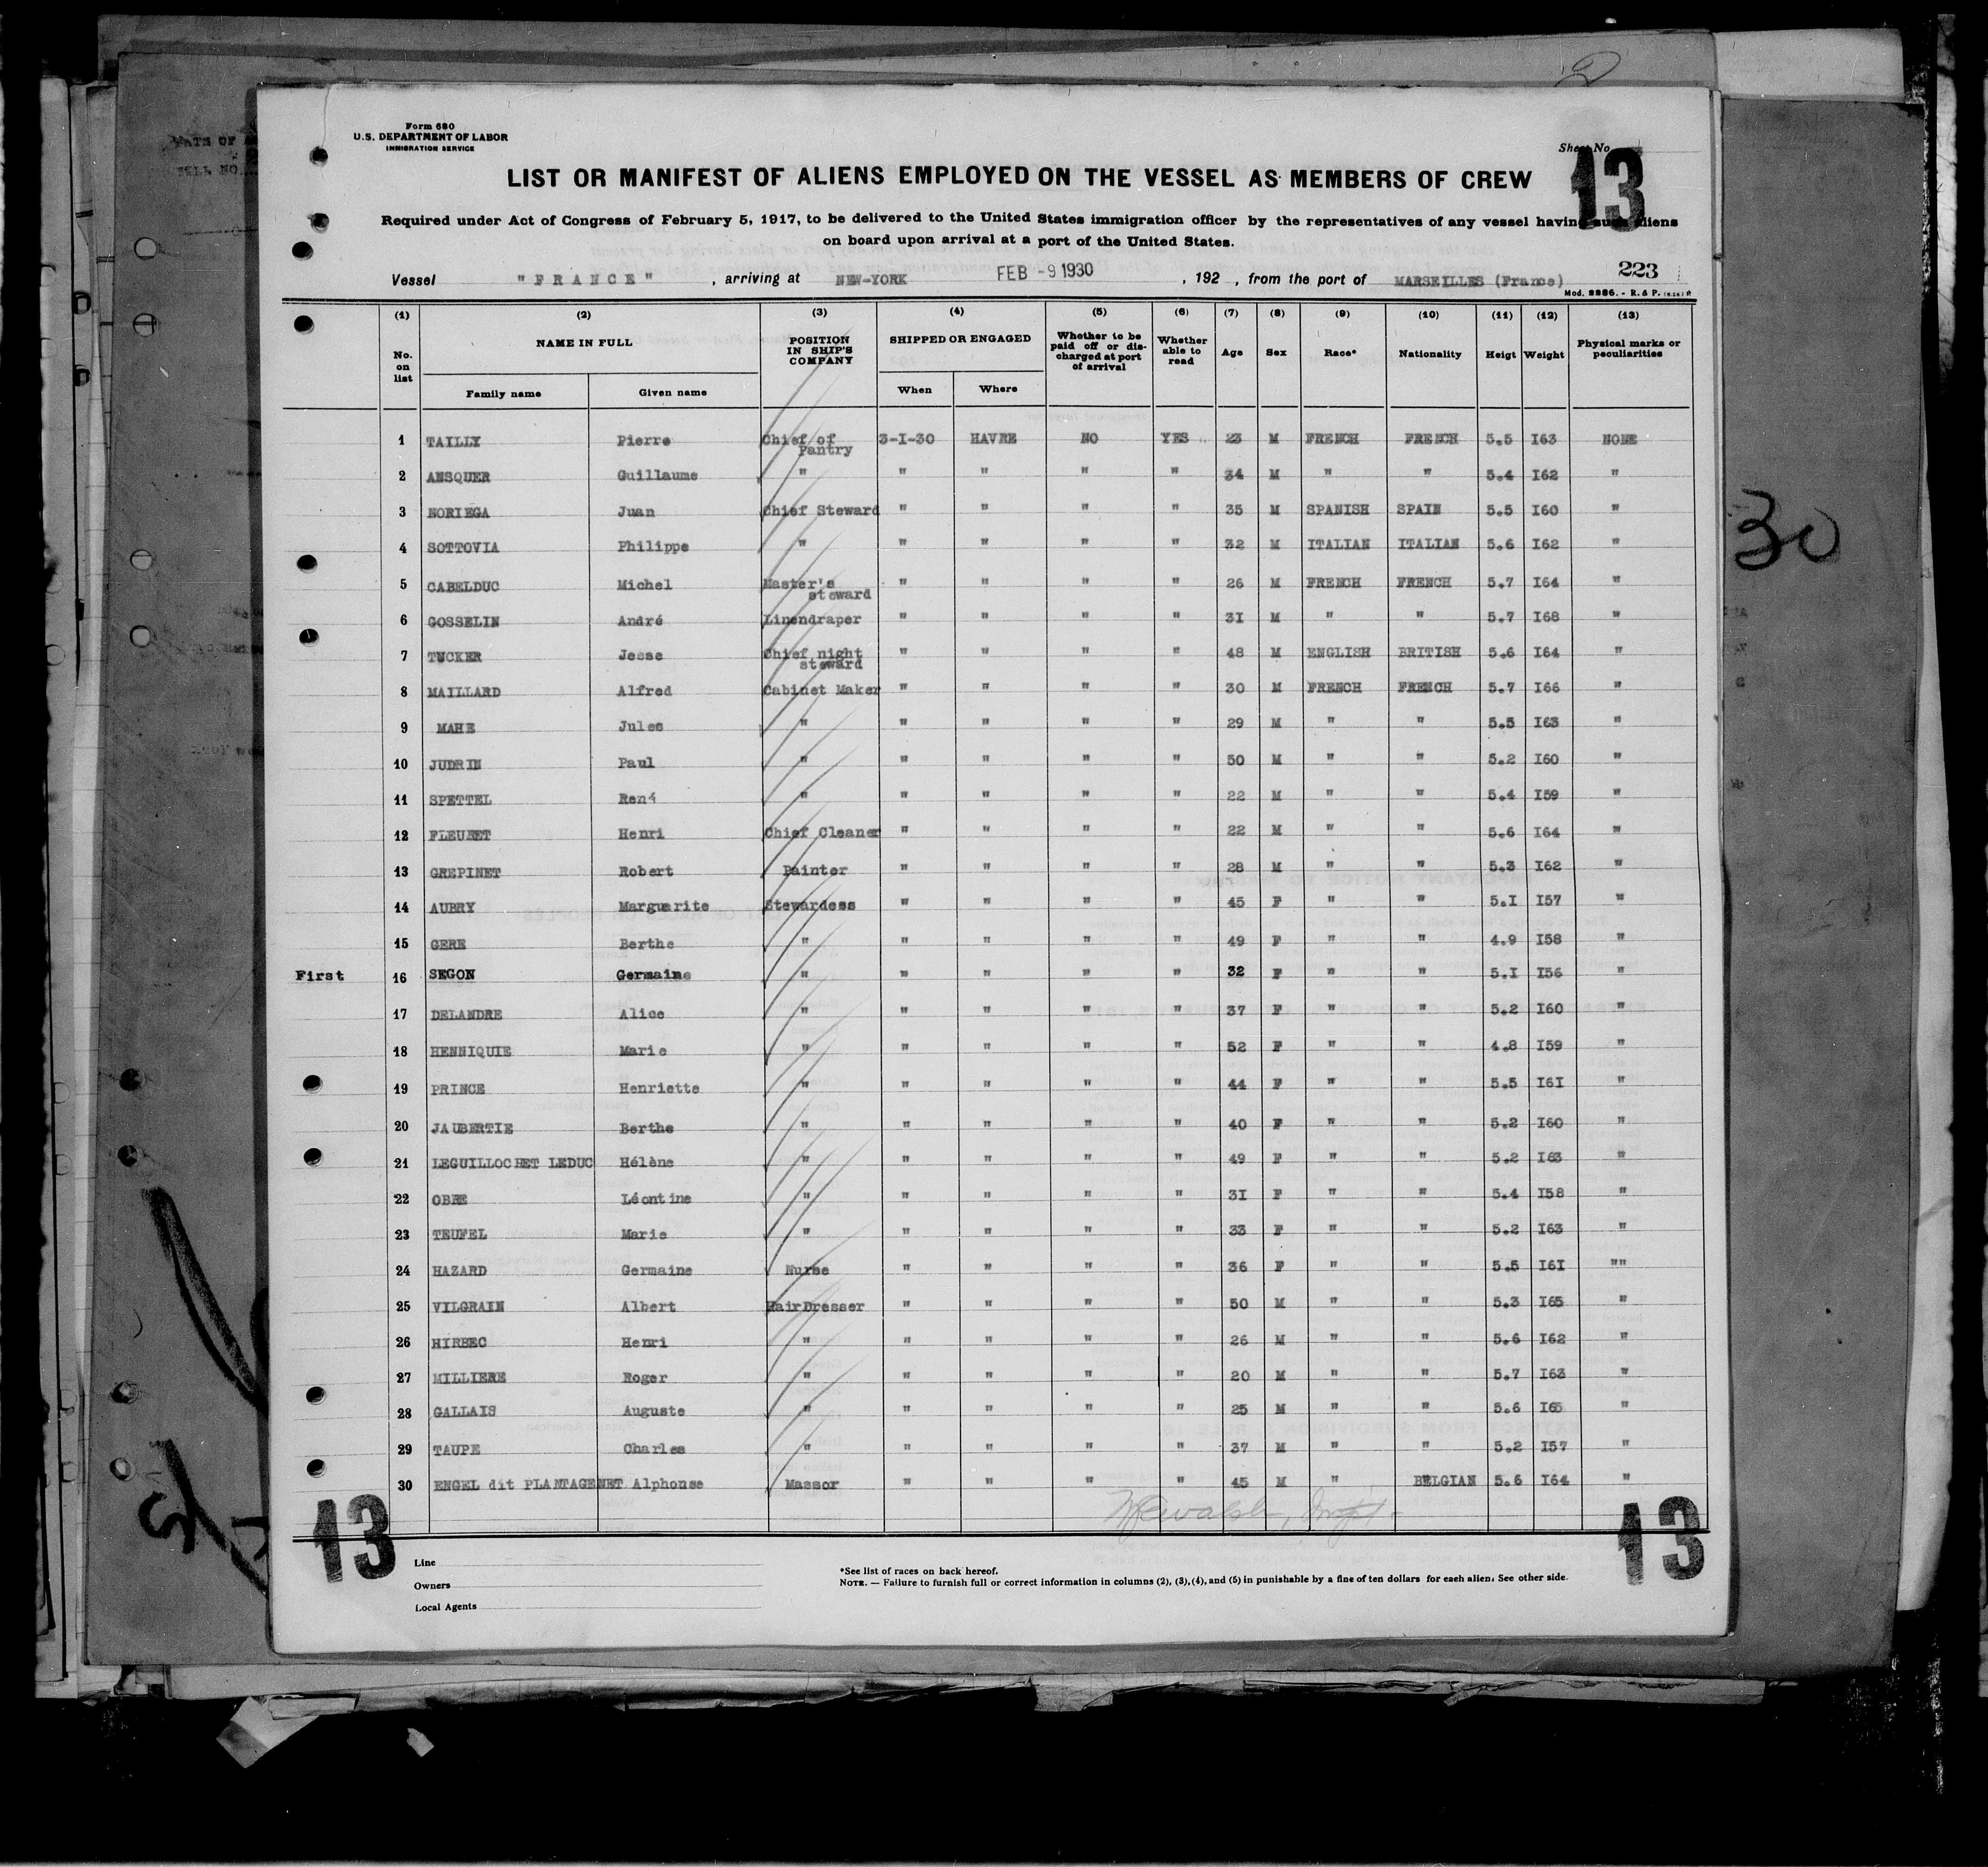 Form 680
U.S. DEPARTMENT OF LABOR
IMMIGRATION SERVICE
Sheet No
13
LIST OR MANIFEST OF ALIENS EMPLOYED ON THE VESSEL AS MEMBERS OF CREW
Required under Act of Congress of February 5, 1917, to be delivered to the United States immigration officer by the representatives of any vessel having such aliens
on board upon arrival at a port of the United States.
223
Vessel "FRANCE" , arriving at NEW-YORK FEB -9 1930 , 192 , from the port of MARSEILLES (France)
Mod. 2286. - R. & P.
(1) (2) (3) (4) (5) (6) (7) (8) (9) (10) (11) (12) (13)
No. on list NAME IN FULL POSITION IN SHIP'S COMPANY SHIPPED OR ENGAGED Whether to be paid off or discharged at port of arrival Whether able to read Age Sex Race* Nationality Heigt Weight Physical marks or peculiarities
Family name Given name When Where
1 TAILLY Pierre Chief of Pantry 3-I-30 HAVRE NO YES 23 M FRENCH FRENCH 5.5 I63 NONE
2 ANSQUER Guillaume " " " " " 34 M " " 5.4 I62 "
3 NORIEGA Juan Chief Steward " " " " 35 M SPANISH SPAIN 5.5 I60 "
4 SOTTOVIA Philippe " " " " " 32 M ITALIAN ITALIAN 5.6 I62 "
5 CABELDUC Michel Master's steward " " " " 26 M FRENCH FRENCH 5.7 I64 "
6 GOSSELIN André Linendraper " " " " 3I M " " 5.7 I68 "
7 TUCKER Jesse Chief night steward " " " " 48 M ENGLISH BRITISH 5.6 I64 "
8 MAILLARD Alfred Cabinet Maker " " " " 30 M FRENCH FRENCH 5.7 I66 "
9 MAHE Jules " " " " " 29 M " " 5.5 I63 "
10 JUDRIN Paul " " " " " 50 M " " 5.2 I60 "
11 SPETTEL René " " " " " 22 M " " 5.4 I59 "
12 FLEURET Henri Chief Cleaner " " " " 22 M " " 5.6 I64 "
13 GREPINET Robert Painter " " " " 28 M " " 5.3 I62 "
14 AUBRY Marguerite Stewardess " " " " 45 F " " 5.I I57 "
15 GERE Berthe " " " " " 49 F " " 4.9 I58 "
First 16 SEGON Germaine " " " " " 32 F " " 5.I I56 "
17 DELANDRE Alice " " " " " 37 F " " 5.2 I60 "
18 HENNIQUIE Marie " " " " " 52 F " " 4.8 I59 "
19 PRINCE Henriette " " " " " 44 F " " 5.5 I6I "
20 JAUBERTIE Berthe " " " " " 40 F " " 5.2 I60 "
21 LEGUILLOCHET LEDUC Hélène " " " " " 49 F " " 5.2 I63 "
22 OBRE Léontine " " " " " 3I F " " 5.4 I58 "
23 TEUFEL Marie " " " " " 33 F " " 5.2 I63 "
24 HAZARD Germaine Nurse " " " " 36 F " " 5.5 I6I ""
25 VILGRAIN Albert HairDresser " " " " 50 M " " 5.3 I65 "
26 HIRBEC Henri " " " " " 26 M " " 5.6 I62 "
27 MILLIERE Roger " " " " " 20 M " " 5.7 I63 "
28 GALLAIS Auguste " " " " " 25 M " " 5.6 I65 "
29 TAUPE Charles " " " " " 37 M " " 5.2 I57 "
30 ENGEL dit PLANTAGENET Alphonse Massor " " " " 45 M " BELGIAN 5.6 I64 "
13 13
Line
Owners
Local Agents
*See list of races on back hereof.
NOTE. — Failure to furnish full or correct information in columns (2), (3), (4), and (5) in punishable by a fine of ten dollars for each alien. See other side.
30